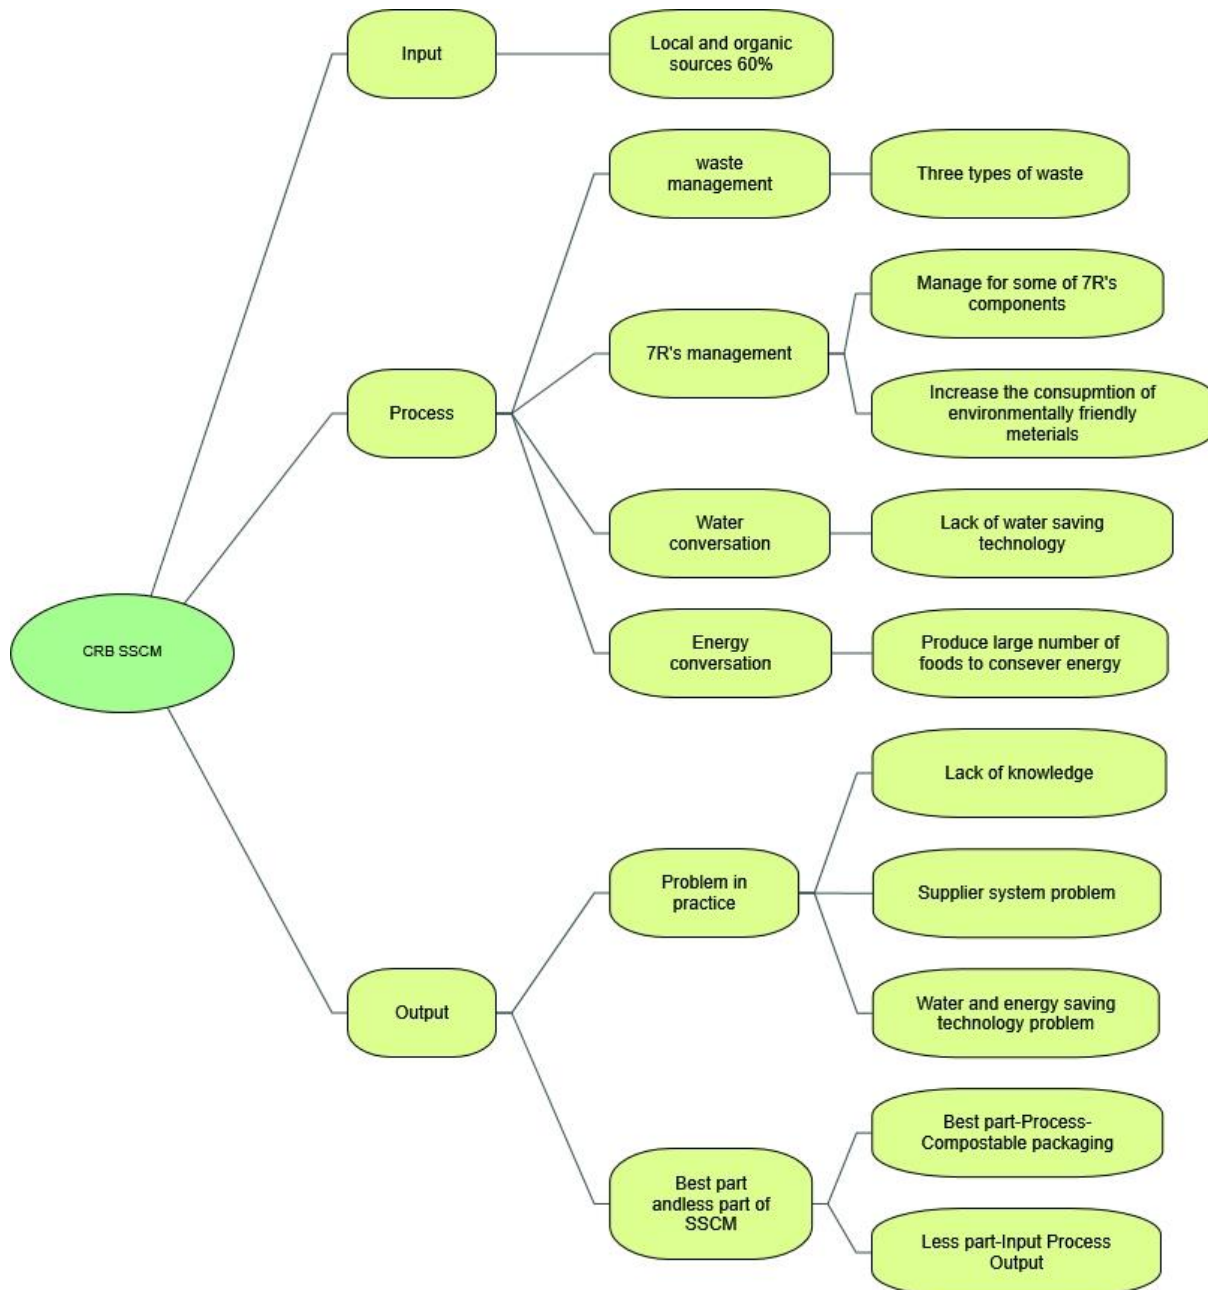 Input
Local and organic
sources 60%
waste
management
Three types of waste
Manage for some of 7R's
components
7R's management
Increase the consupmtion of
environmentally friendly
meterials
Process
Water
conversation
Lack of water saving
technology
Energy
conversation
Produce large number of
foods to consever energy
CRB SSCM
Lack of knowledge
Problem in
practice
Supplier system problem
Water and energy saving
technology problem
Output
Best part-Process-
Compostable packaging
Best part
andless part of
SSCM
Less part-Input Process
Output